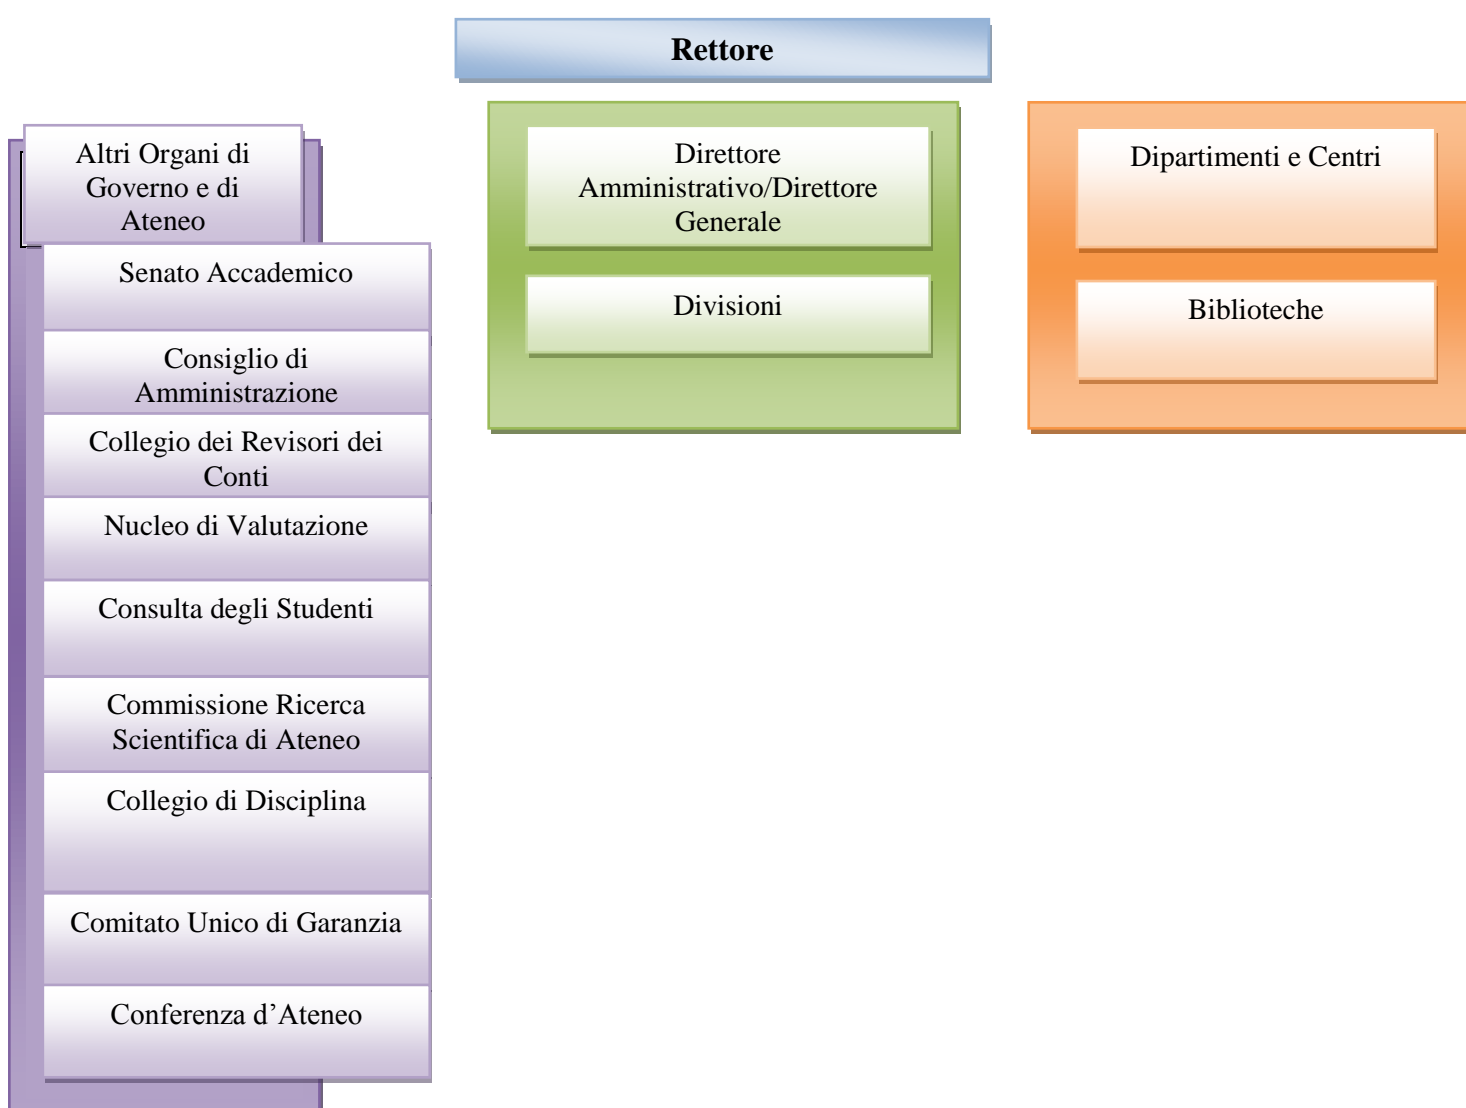 Rettore
Altri Organi di
Governo e di
Ateneo
Senato Accademico
Consiglio di
Amministrazione
Collegio dei Revisori dei
Conti
Nucleo di Valutazione
Consulta degli Studenti
Commissione Ricerca
Scientifica di Ateneo
Collegio di Disciplina
Comitato Unico di Garanzia
Conferenza d’Ateneo
Direttore
Amministrativo/Direttore
Generale
Divisioni
Dipartimenti e Centri
Biblioteche